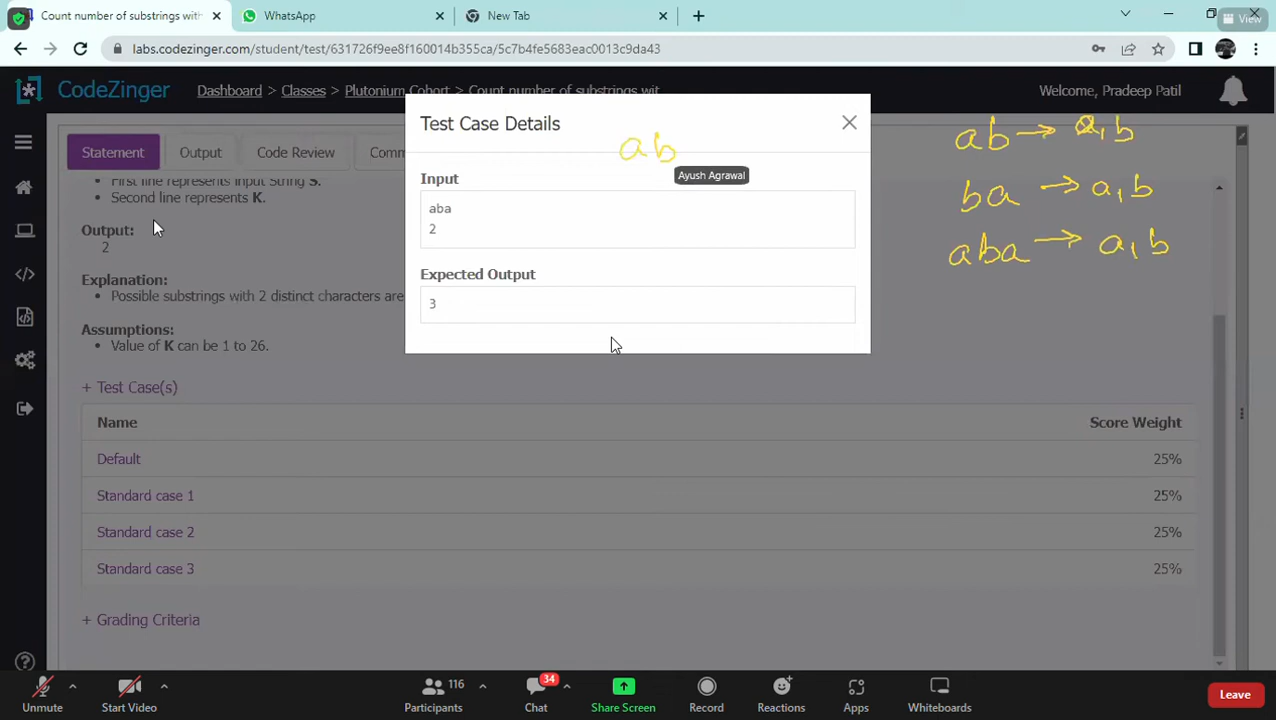 Count number of substrings wit
WhatsApp
New Tab
View
labs.codezinger.com/student/test/631726f9ee8f160014b355ca/5c7b4fe5683eac0013c9da43
CodeZinger
Dashboard > Classes > Plutonium Cohort > Count number of substrings wit
Welcome, Pradeep Patil
Statement
Output
Code Review
Comm
Test Case Details
ab
Ayush Agrawal
Input
aba
2
Expected Output
3
ab → a, b
ba → a, b
aba → a, b
First line represents input String S.
Second line represents K.
Output:
2
Explanation:
Possible substrings with 2 distinct characters are
Assumptions:
Value of K can be 1 to 26.
+ Test Case(s)
Name Score Weight
Default 25%
Standard case 1 25%
Standard case 2 25%
Standard case 3 25%
+ Grading Criteria
Unmute
Start Video
116
Participants
34
Chat
Share Screen
Record
Reactions
Apps
Whiteboards
Leave